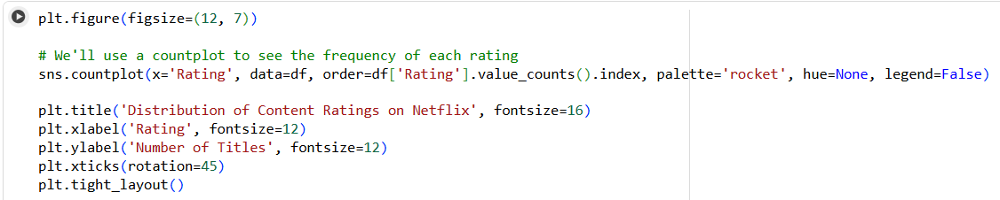 plt.figure(figsize=(12, 7))
# We'll use a countplot to see the frequency of each rating
sns.countplot(x='Rating', data=df, order=df['Rating'].value_counts().index, palette='rocket', hue=None, legend=False)
plt.title('Distribution of Content Ratings on Netflix', fontsize=16)
plt.xlabel('Rating', fontsize=12)
plt.ylabel('Number of Titles', fontsize=12)
plt.xticks(rotation=45)
plt.tight_layout()